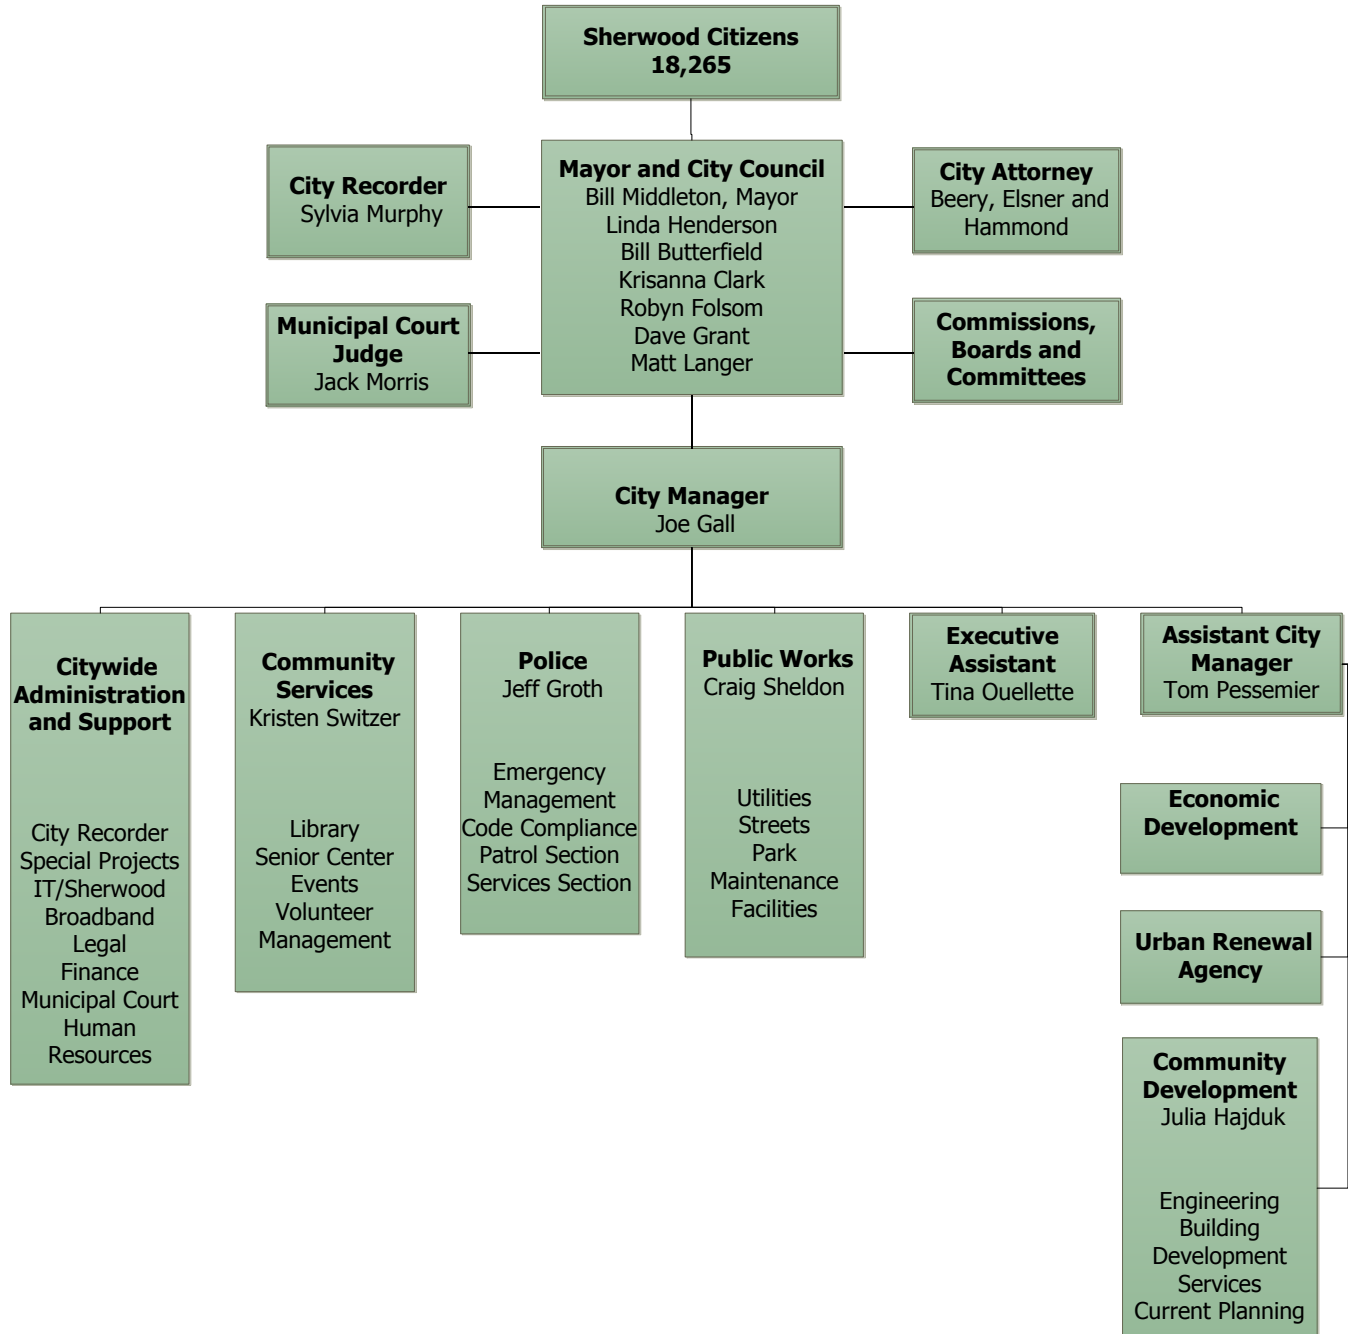 Sherwood Citizens
18,265
City Recorder
Sylvia Murphy
Mayor and City Council
Bill Middleton, Mayor
Linda Henderson
Bill Butterfield
Krisanna Clark
Robyn Folsom
Dave Grant
Matt Langer
City Attorney
Beery, Elsner and
Hammond
Municipal Court
Judge
Jack Morris
Commissions,
Boards and
Committees
City Manager
Joe Gall
Citywide
Administration
and Support
City Recorder
Special Projects
IT/Sherwood
Broadband
Legal
Finance
Municipal Court
Human
Resources
Community
Services
Kristen Switzer
Library
Senior Center
Events
Volunteer
Management
Police
Jeff Groth
Emergency
Management
Code Compliance
Patrol Section
Services Section
Public Works
Craig Sheldon
Utilities
Streets
Park
Maintenance
Facilities
Executive
Assistant
Tina Ouellette
Assistant City
Manager
Tom Pessemier
Economic
Development
Urban Renewal
Agency
Community
Development
Julia Hajduk
Engineering
Building
Development
Services
Current Planning